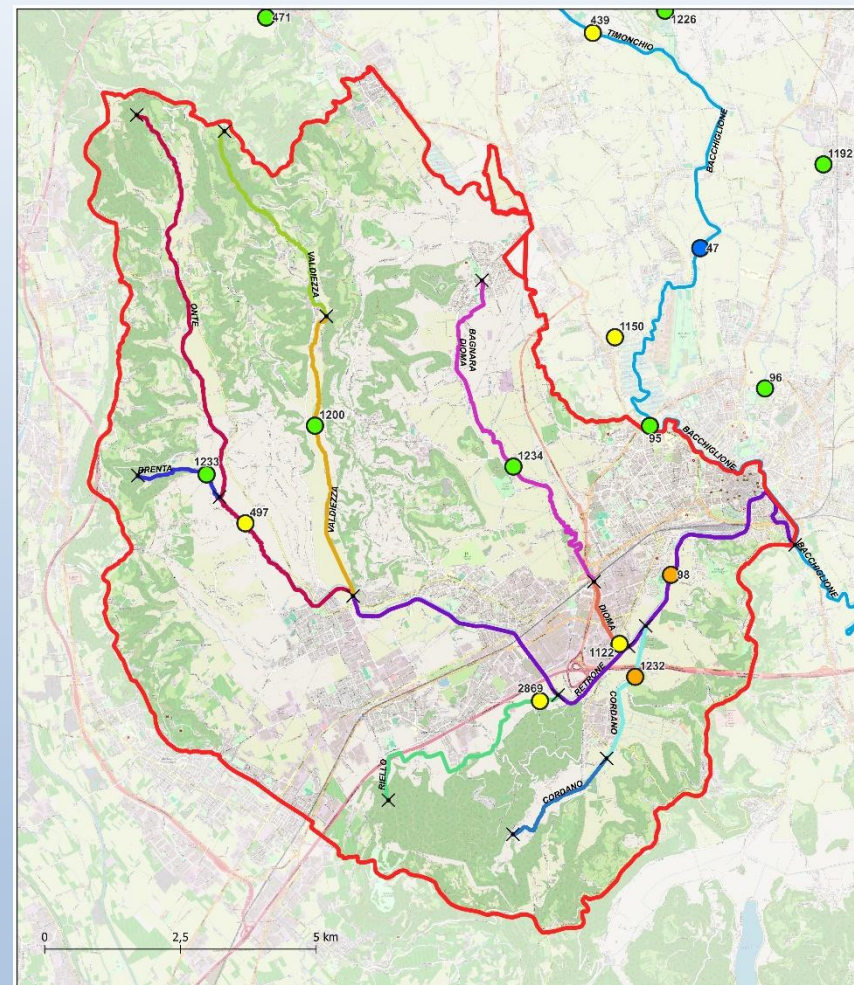 471
439
1226
TIMONCHIO
BACCHIGLIONE
1192
47
VALDIEZZA
ONTE
BAGNARA
DIOMA
1150
96
1200
95
BACCHIGLIONE
1234
BRENTA
1233
VALDIEZZA
497
BACCHIGLIONE
98
DIOMA
1122
RETRONE
1232
2869
CORDANO
RIELLO
CORDANO
0 2,5 5 km